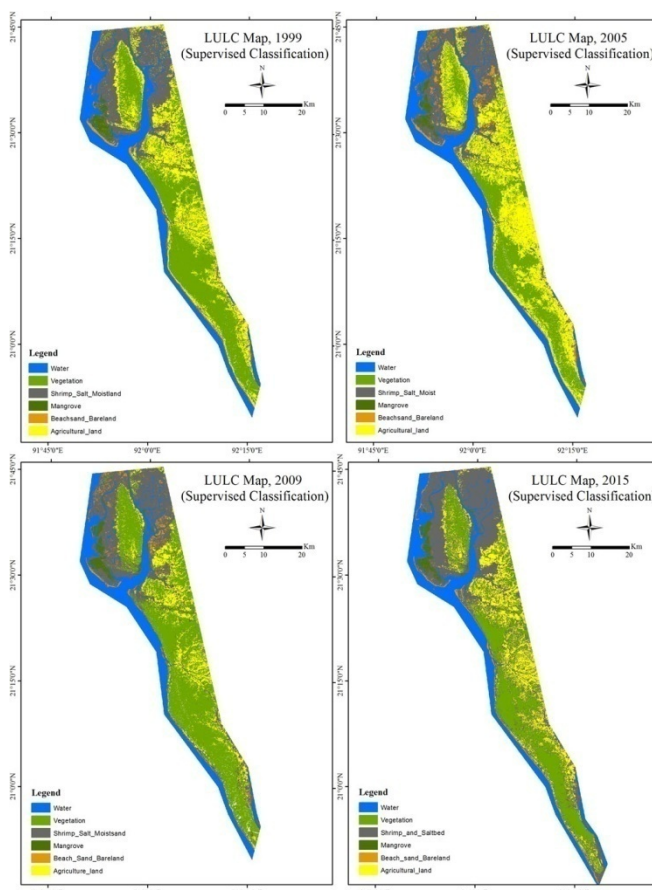 LULC Map, 1999
(Supervised Classification)
N
Km
0 5 10 20
21°45'0"N
21°30'0"N
21°15'0"N
21°0'0"N
Legend
Water
Vegetation
Shrimp_Salt_Moistland
Mangrove
Beachsand_Bareland
Agricultural_land
91°45'0"E
92°0'0"E
92°15'0"E
LULC Map, 2005
(Supervised Classification)
N
Km
0 5 10 20
21°45'0"N
21°30'0"N
21°15'0"N
21°0'0"N
Legend
Water
Vegetation
Shrimp_Salt_Moist
Mangrove
Beachsand_Bareland
Agricultural_land
91°45'0"E
92°0'0"E
92°15'0"E
LULC Map, 2009
(Supervised Classification)
N
Km
0 5 10 20
21°45'0"N
21°30'0"N
21°15'0"N
21°0'0"N
Legend
Water
Vegetation
Shrimp_Salt_Moistsand
Mangrove
Beach_Sand_Bareland
Agriculture_land
LULC Map, 2015
(Supervised Classification)
N
Km
0 5 10 20
21°45'0"N
21°30'0"N
21°15'0"N
21°0'0"N
Legend
Water
Vegetation
Shrimp_and_Saltbed
Mangrove
Beach_sand_Bareland
Agricultural_land